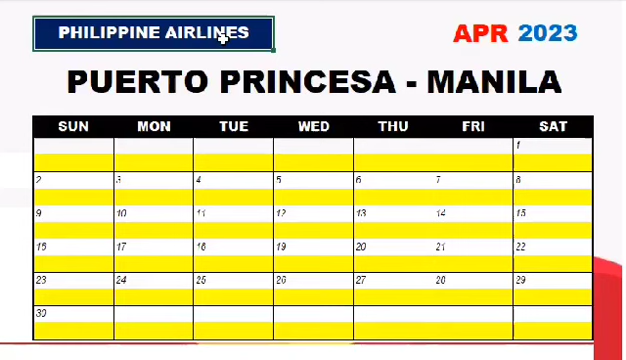 PHILIPPINE AIRLINES
APR 2023
PUERTO PRINCESA - MANILA
SUN MON TUE WED THU FRI SAT
1
2 3 4 5 6 7 8
9 10 11 12 13 14 15
16 17 18 19 20 21 22
23 24 25 26 27 28 29
30